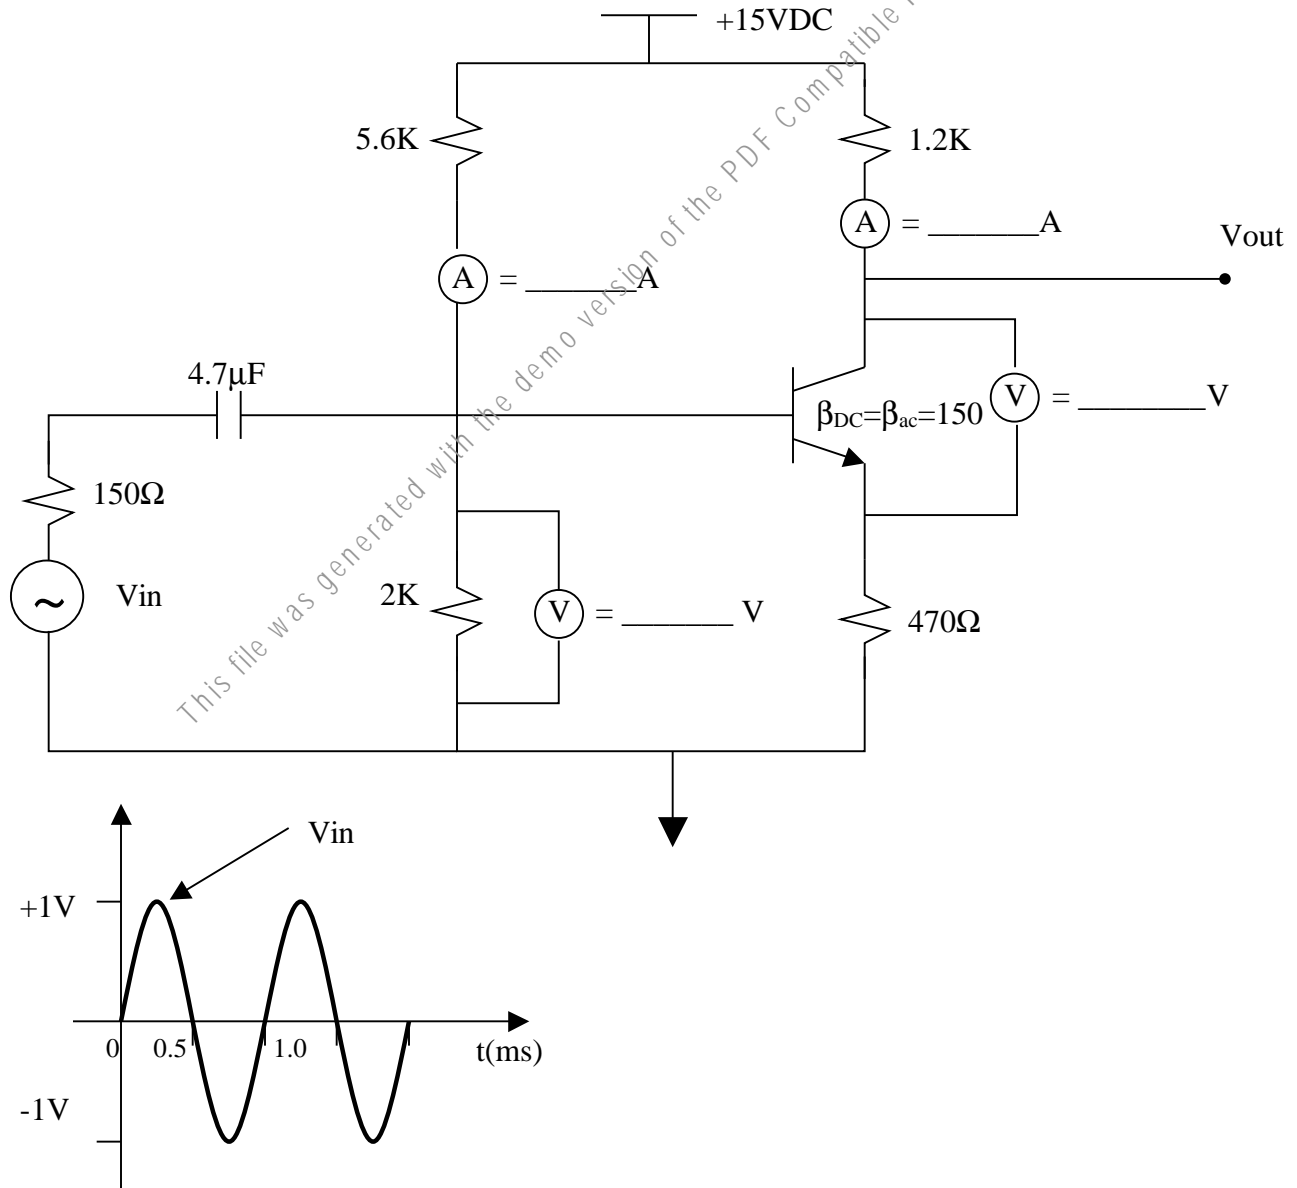 +15VDC
5.6K
1.2K
A = _______A
Vout
A = _______A
4.7µF
βDC=βac=150
V = ________V
150Ω
Vin
~
2K
V = _______ V
470Ω
This file was generated with the demo version of the PDF Compatible
Vin
+1V
0 0.5 1.0 t(ms)
-1V